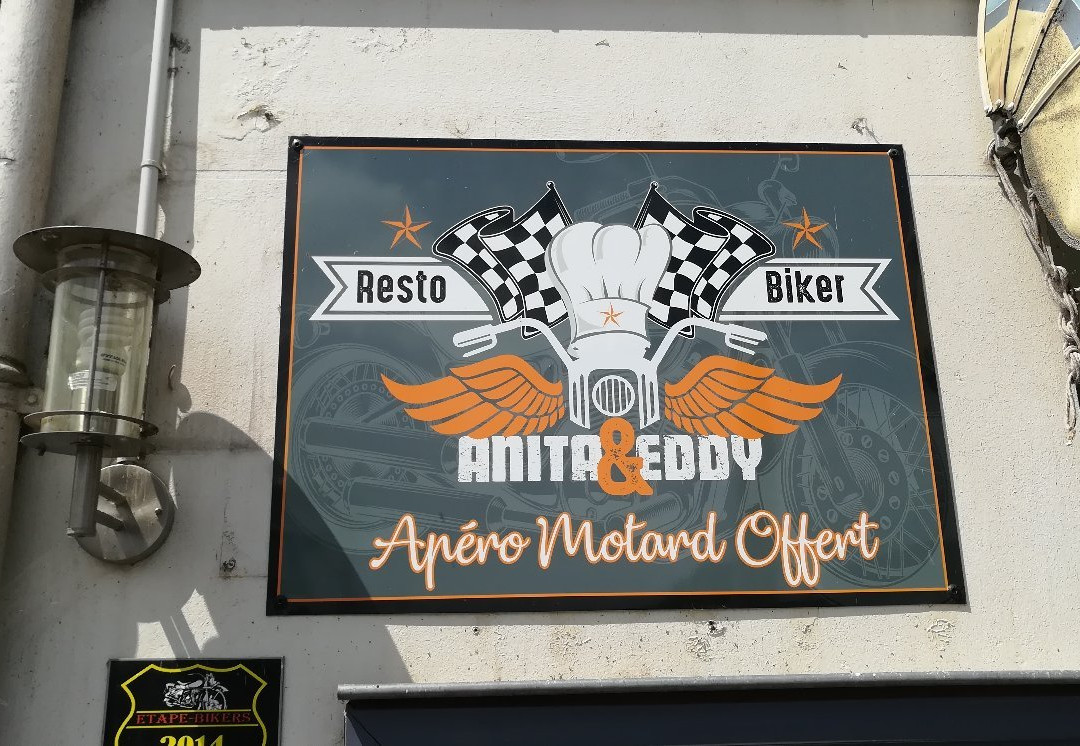 Resto Biker
ANITA & EDDY
Apéro Motard Offert
ETAPE-BIKERS
2014